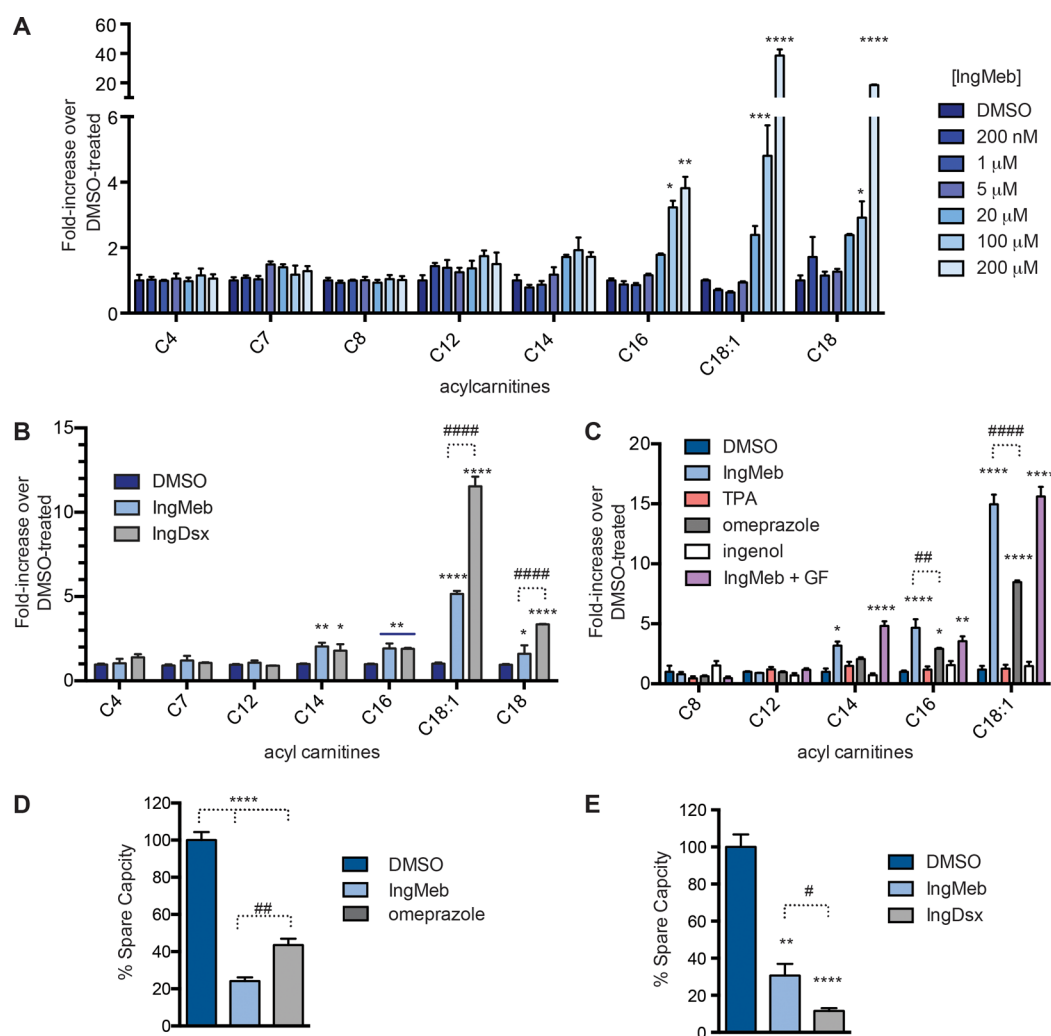 A
Fold-increase over
DMSO-treated
60
40
20
6
4
2
0
****
****
***
**
*
*
[IngMeb]
DMSO
200 nM
1 μM
5 μM
20 μM
100 μM
200 μM
C4
C7
C8
C12
C14
C16
C18:1
C18
acylcarnitines
B
Fold-increase over
DMSO-treated
15
10
5
0
DMSO
IngMeb
IngDsx
####
****
****
####
****
*
** *
**
C4
C7
C12
C14
C16
C18:1
C18
acyl carnitines
C
Fold-increase over
DMSO-treated
20
15
10
5
0
DMSO
IngMeb
TPA
omeprazole
ingenol
IngMeb + GF
####
****
****
****
##
****
*
**
*
****
C8
C12
C14
C16
C18:1
acyl carnitines
D
% Spare Capcity
120
100
80
60
40
20
0
****
##
DMSO
IngMeb
omeprazole
E
% Spare Capcity
120
100
80
60
40
20
0
#
**
****
DMSO
IngMeb
IngDsx